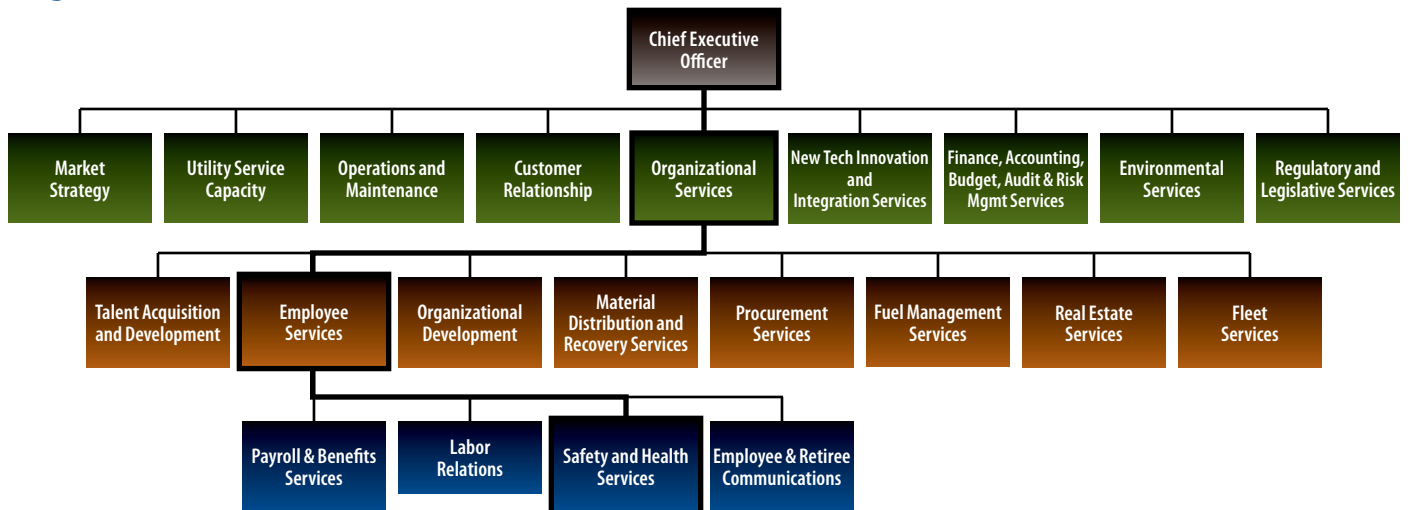 Chief Executive
Officer
Market
Strategy
Utility Service
Capacity
Operations and
Maintenance
Customer
Relationship
Organizational
Services
New Tech Innovation
and
Integration Services
Finance, Accounting,
Budget, Audit & Risk
Mgmt Services
Environmental
Services
Regulatory and
Legislative Services
Talent Acquisition
and Development
Employee
Services
Organizational
Development
Material
Distribution and
Recovery Services
Procurement
Services
Fuel Management
Services
Real Estate
Services
Fleet
Services
Payroll & Benefits
Services
Labor
Relations
Safety and Health
Services
Employee & Retiree
Communications